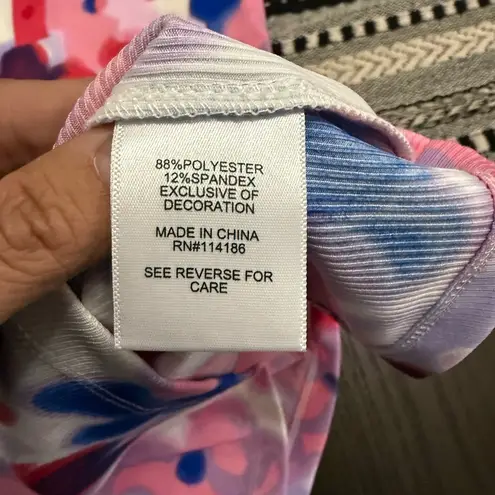 88%POLYESTER
12%SPANDEX
EXCLUSIVE OF
DECORATION
MADE IN CHINA
RN#114186
SEE REVERSE FOR
CARE